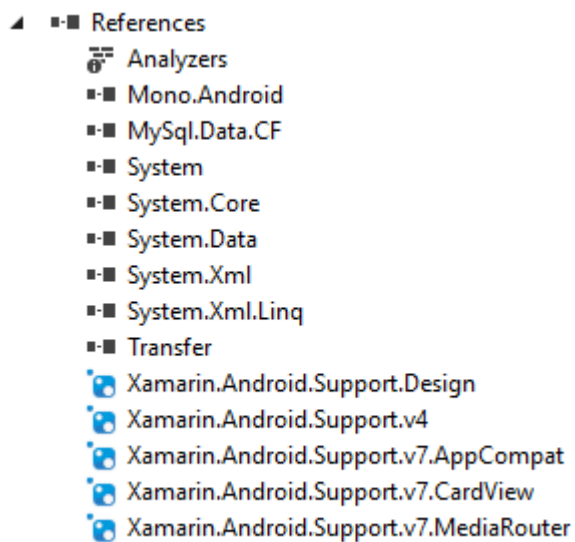 References
Analyzers
Mono.Android
MySql.Data.CF
System
System.Core
System.Data
System.Xml
System.Xml.Linq
Transfer
Xamarin.Android.Support.Design
Xamarin.Android.Support.v4
Xamarin.Android.Support.v7.AppCompat
Xamarin.Android.Support.v7.CardView
Xamarin.Android.Support.v7.MediaRouter